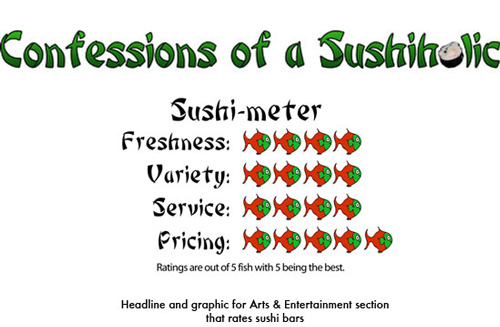 Confessions of a Sushiholic
Sushi-meter
Freshness:
Variety:
Service:
Pricing:
Ratings are out of 5 fish with 5 being the best.
Headline and graphic for Arts & Entertainment section
that rates sushi bars